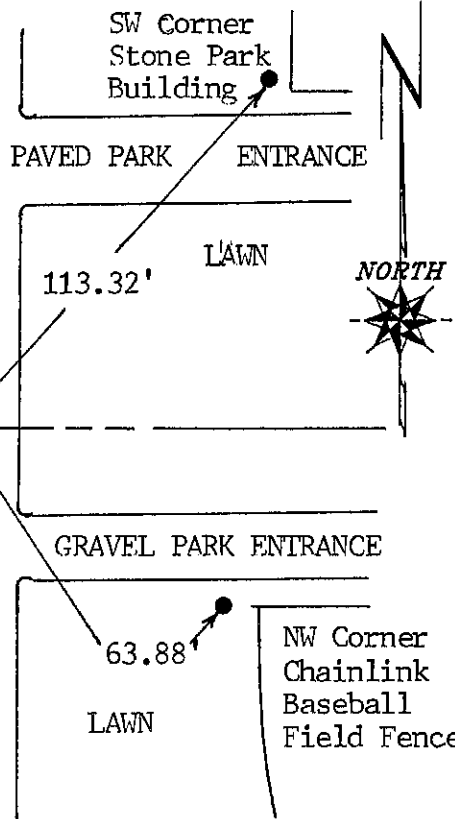 SW Corner
Stone Park
Building
PAVED PARK ENTRANCE
LAWN
113.32'
NORTH
GRAVEL PARK ENTRANCE
63.88'
NW Corner
Chainlink
Baseball
Field Fence
LAWN